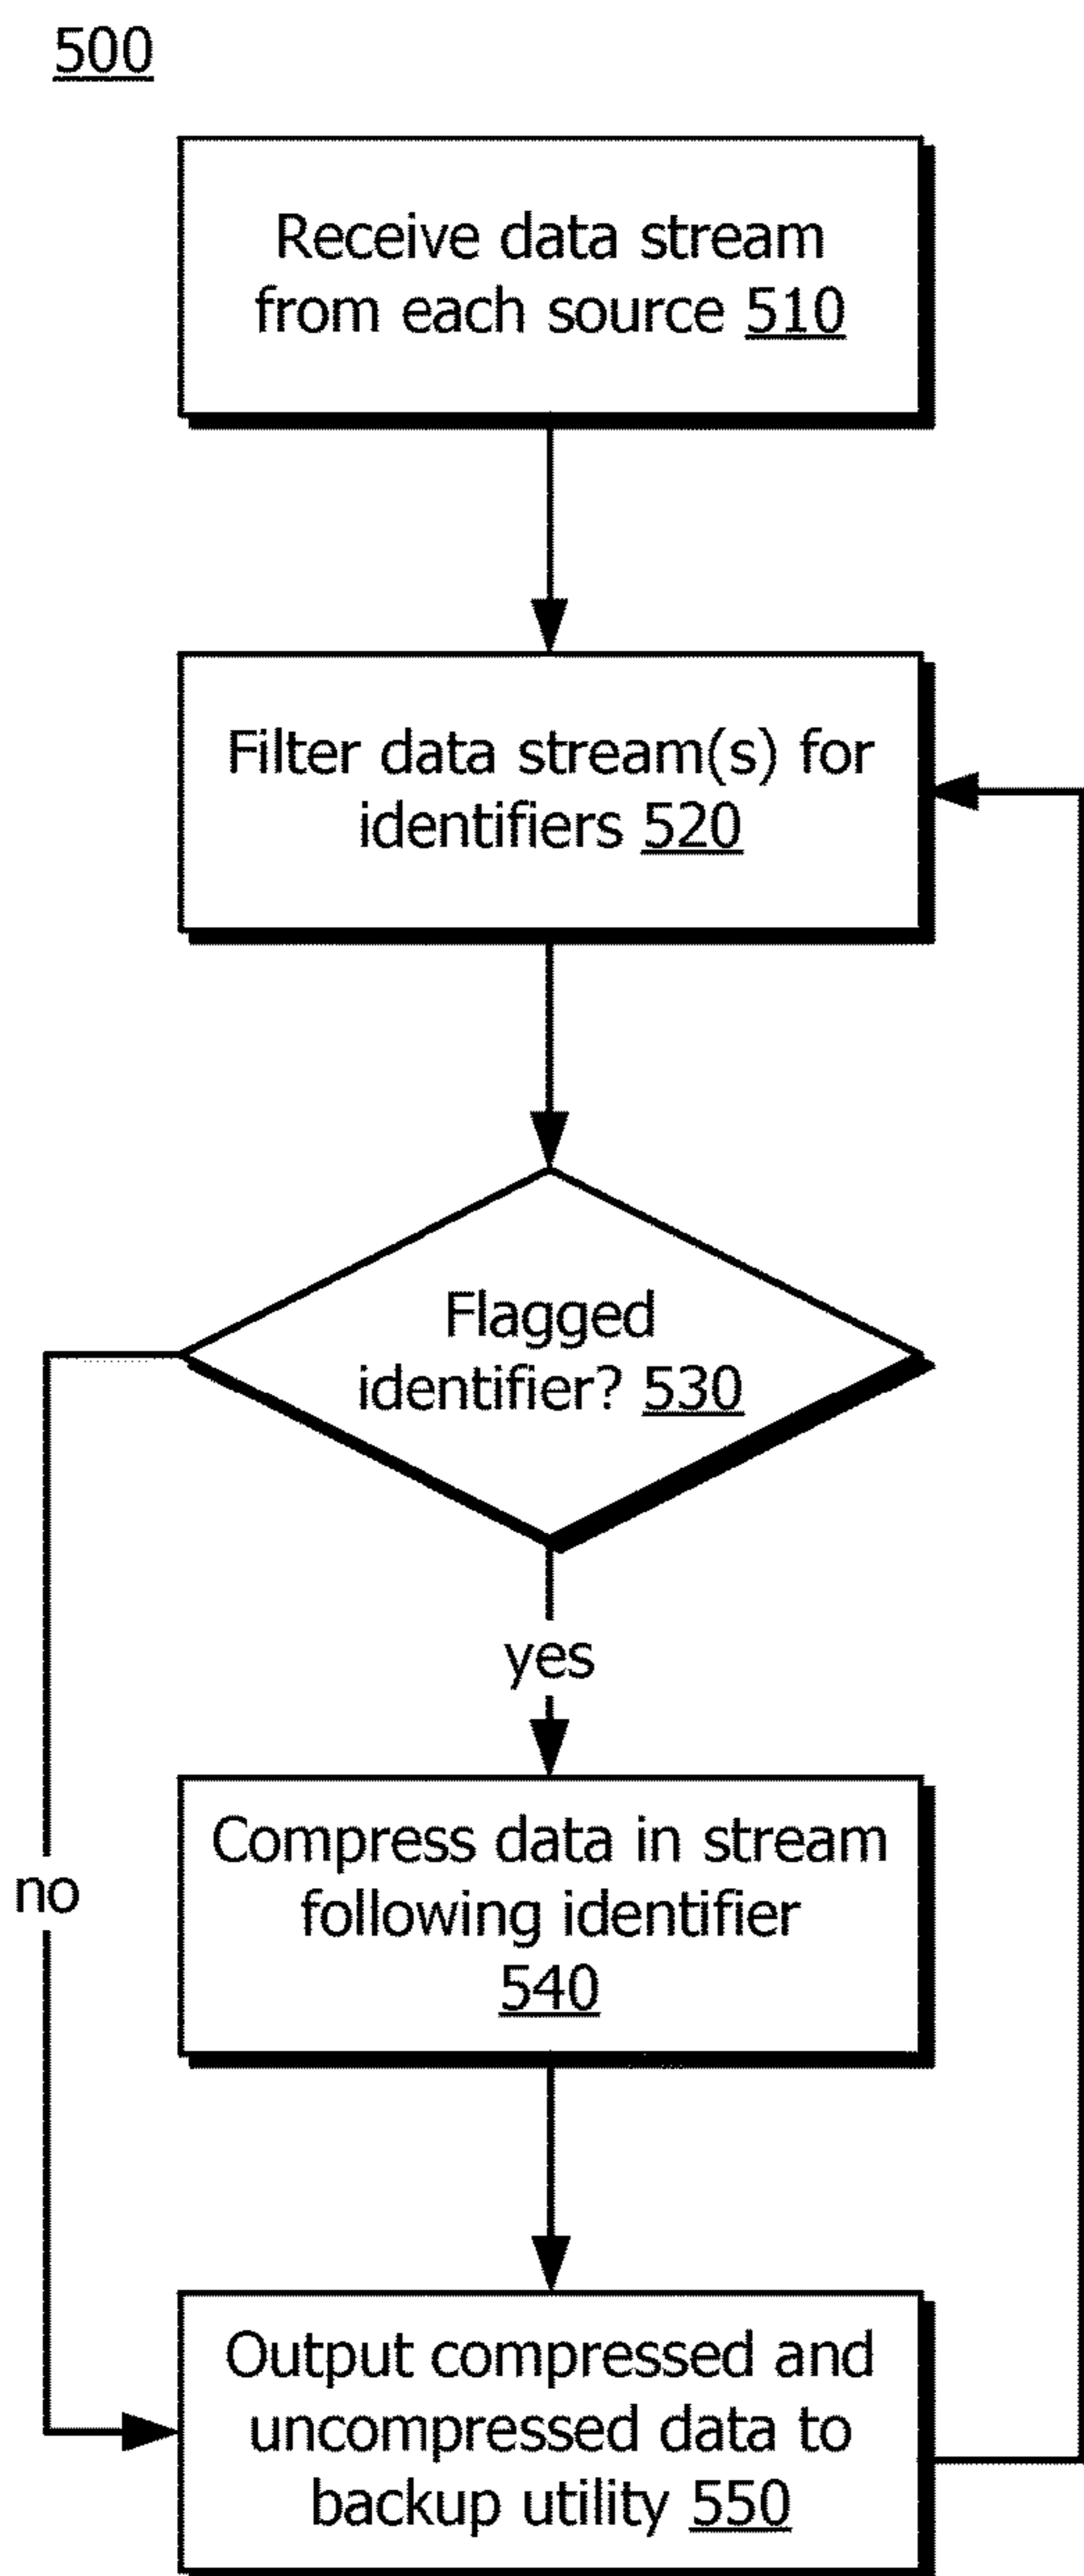 500
Receive data stream
from each source 510
Filter data stream(s) for
identifiers 520
Flagged
identifier? 530
yes
no
Compress data in stream
following identifier
540
Output compressed and
uncompressed data to
backup utility 550